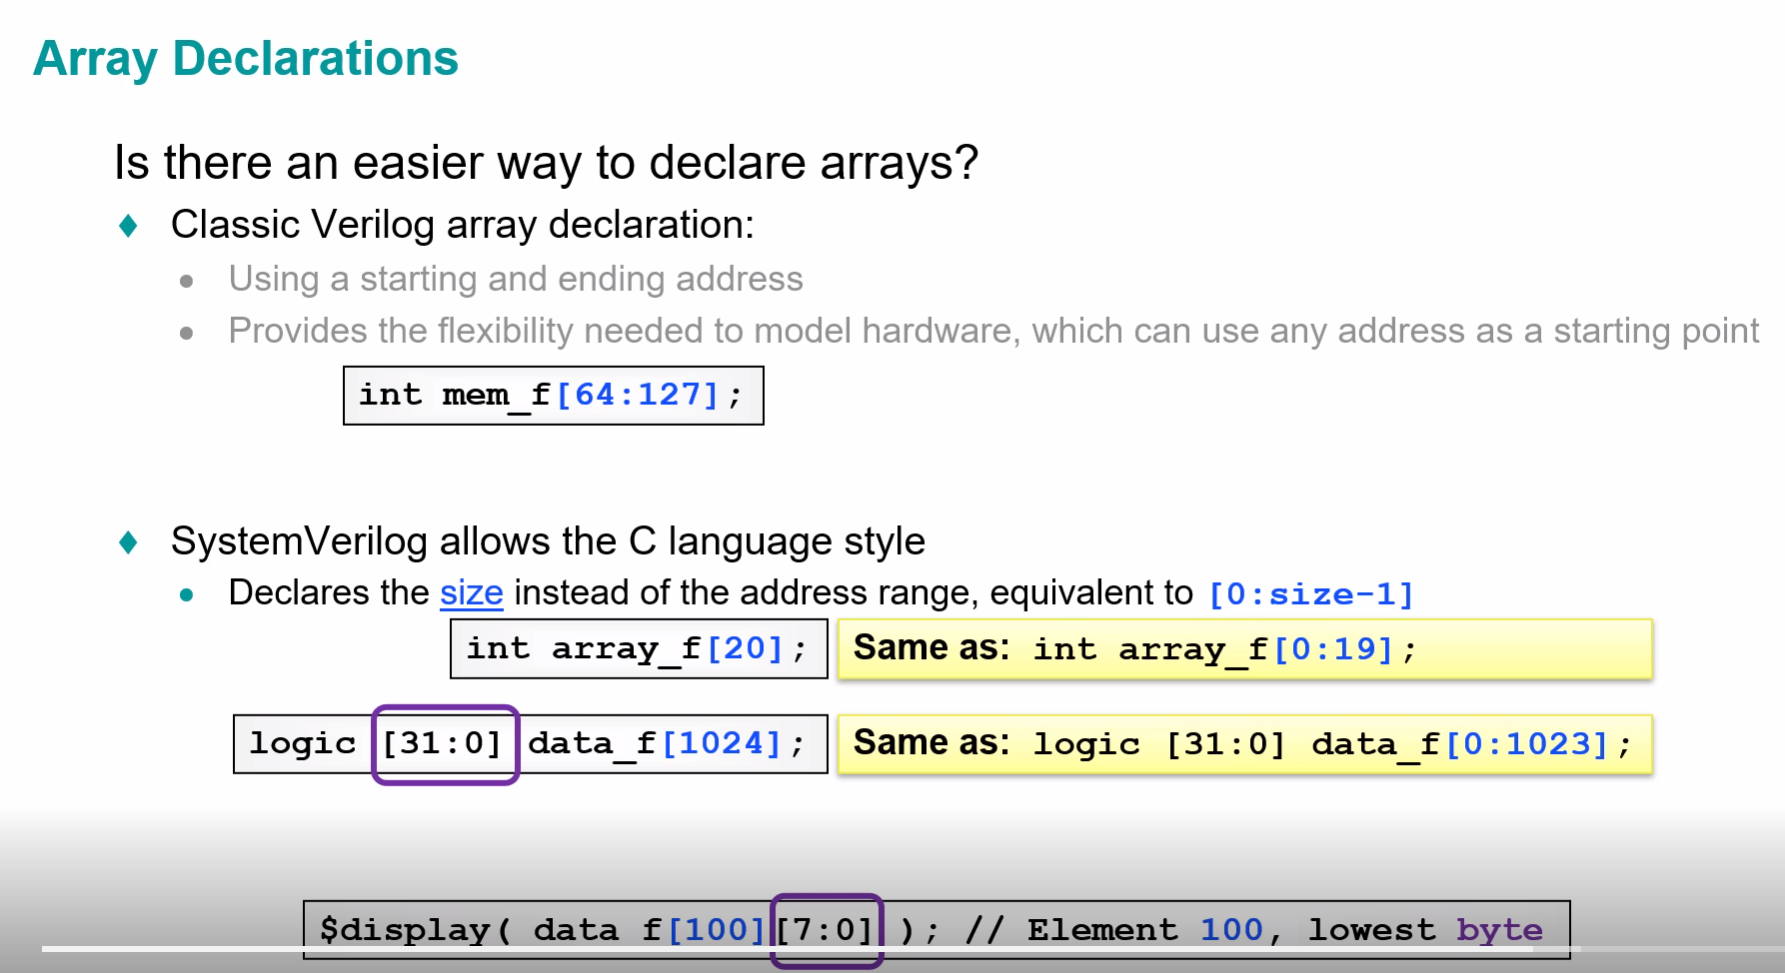 Array Declarations
Is there an easier way to declare arrays?
Classic Verilog array declaration:
Using a starting and ending address
Provides the flexibility needed to model hardware, which can use any address as a starting point
int mem_f[64:127];
SystemVerilog allows the C language style
Declares the size instead of the address range, equivalent to [0:size-1]
int array_f[20]; Same as: int array_f[0:19];
logic [31:0] data_f[1024]; Same as: logic [31:0] data_f[0:1023];
$display( data_f[100][7:0] ); // Element 100, lowest byte